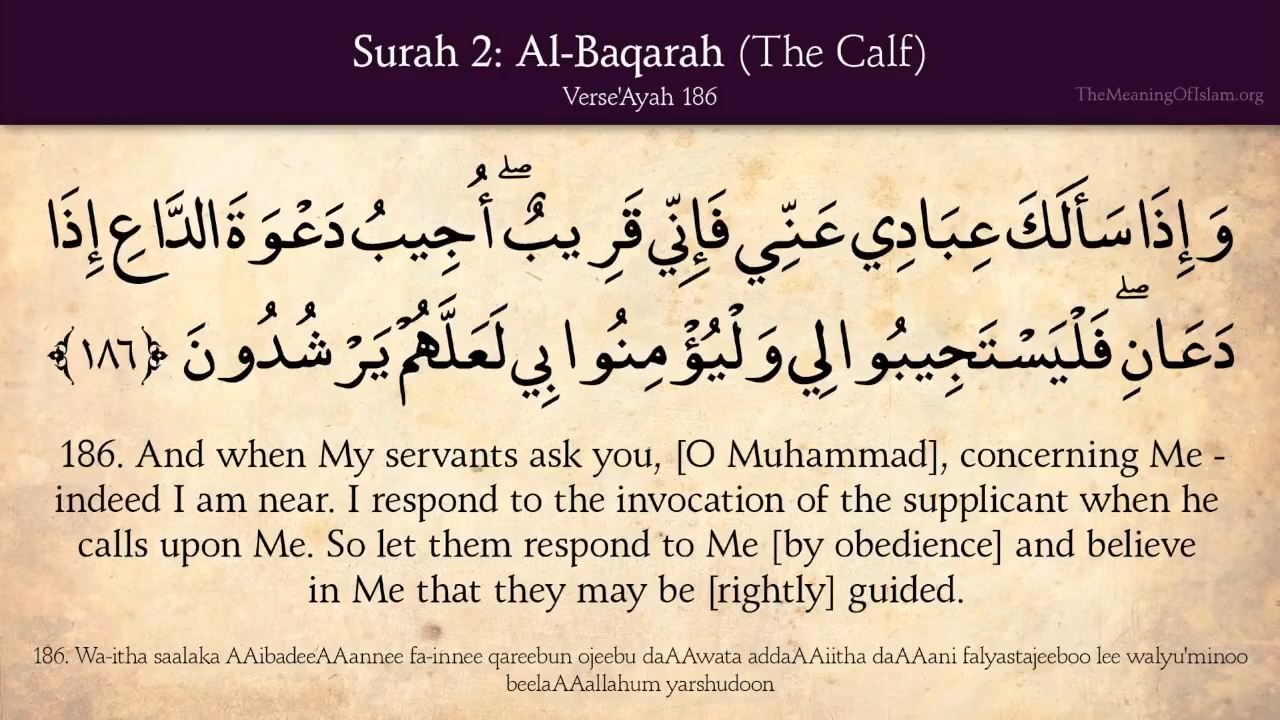 Surah 2: Al-Baqarah (The Calf)
Verse'Ayah 186
TheMeaningOfIslam.org
وَإِذَا سَأَلَكَ عِبَادِي عَنِّي فَإِنِّي قَرِيبٌ ۖ أُجِيبُ دَعْوَةَ الدَّاعِ إِذَا
دَعَانِ ۖ فَلْيَسْتَجِيبُوا لِي وَلْيُؤْمِنُوا بِي لَعَلَّهُمْ يَرْشُدُونَ ﴿١٨٦﴾
186. And when My servants ask you, [O Muhammad], concerning Me -
indeed I am near. I respond to the invocation of the supplicant when he
calls upon Me. So let them respond to Me [by obedience] and believe
in Me that they may be [rightly] guided.
186. Wa-itha saalaka AAibadeeAAannee fa-innee qareebun ojeebu daAAwata addaAAiitha daAAani falyastajeeboo lee walyu'minoo
beelaAAallahum yarshudoon